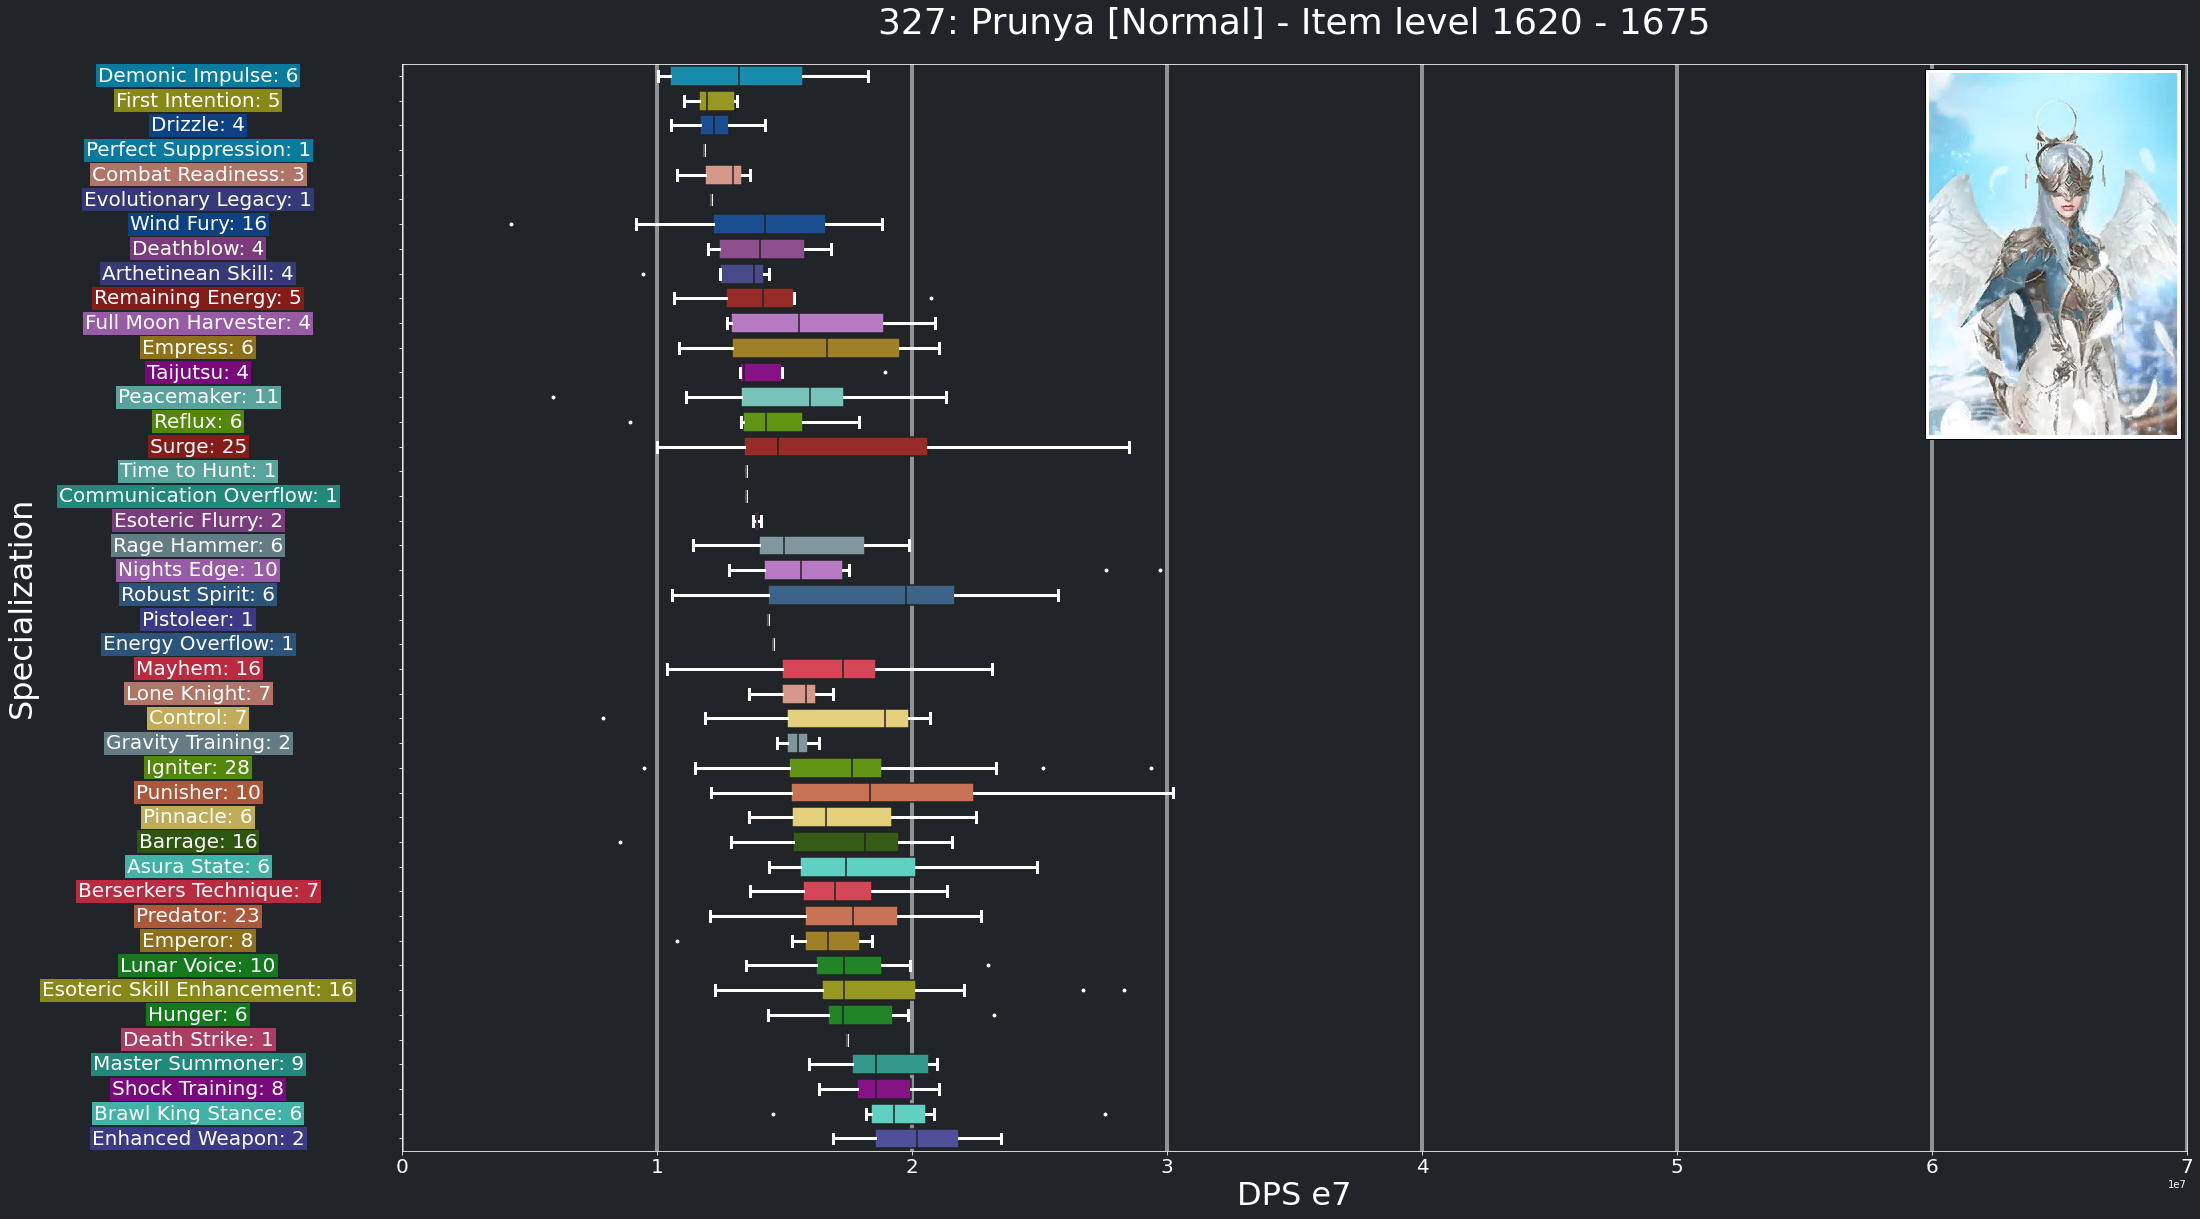 327: Prunya [Normal] - Item level 1620 - 1675
Specialization
Demonic Impulse: 6
First Intention: 5
Drizzle: 4
Perfect Suppression: 1
Combat Readiness: 3
Evolutionary Legacy: 1
Wind Fury: 16
Deathblow: 4
Arthetinean Skill: 4
Remaining Energy: 5
Full Moon Harvester: 4
Empress: 6
Taijutsu: 4
Peacemaker: 11
Reflux: 6
Surge: 25
Time to Hunt: 1
Communication Overflow: 1
Esoteric Flurry: 2
Rage Hammer: 6
Nights Edge: 10
Robust Spirit: 6
Pistoleer: 1
Energy Overflow: 1
Mayhem: 16
Lone Knight: 7
Control: 7
Gravity Training: 2
Igniter: 28
Punisher: 10
Pinnacle: 6
Barrage: 16
Asura State: 6
Berserkers Technique: 7
Predator: 23
Emperor: 8
Lunar Voice: 10
Esoteric Skill Enhancement: 16
Hunger: 6
Death Strike: 1
Master Summoner: 9
Shock Training: 8
Brawl King Stance: 6
Enhanced Weapon: 2
0 1 2 3 4 5 6 7
1e7
DPS e7